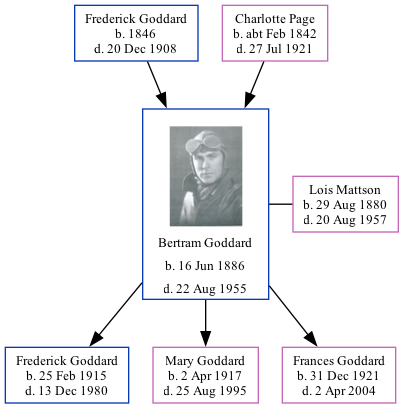 Frederick Goddard
b. 1846
d. 20 Dec 1908
Charlotte Page
b. abt Feb 1842
d. 27 Jul 1921
Bertram Goddard
b. 16 Jun 1886
d. 22 Aug 1955
Lois Mattson
b. 29 Aug 1880
d. 20 Aug 1957
Frederick Goddard
b. 25 Feb 1915
d. 13 Dec 1980
Mary Goddard
b. 2 Apr 1917
d. 25 Aug 1995
Frances Goddard
b. 31 Dec 1921
d. 2 Apr 2004